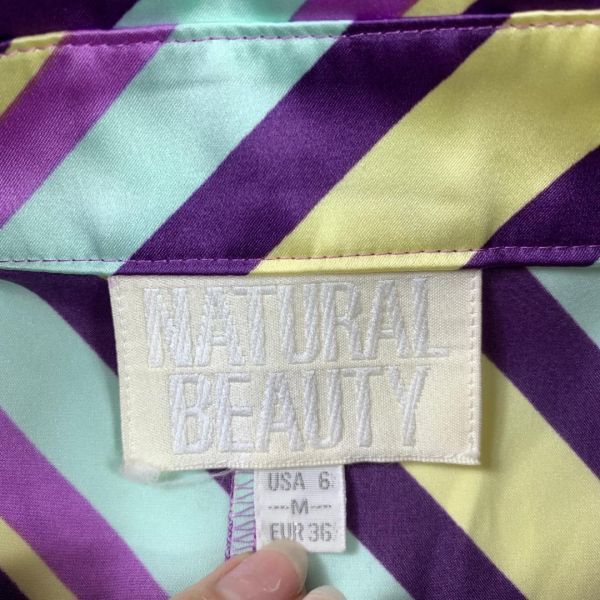 NATURAL
BEAUTY
USA 6
---M---
EUR 36